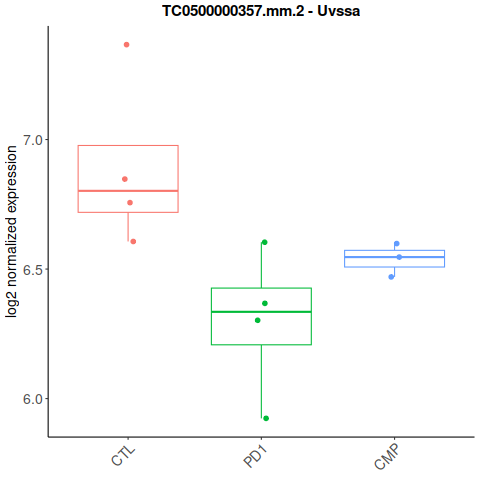 TC0500000357.mm.2 - Uvssa
log2 normalized expression
7.0
6.5
6.0
CTL
PD1
CMP